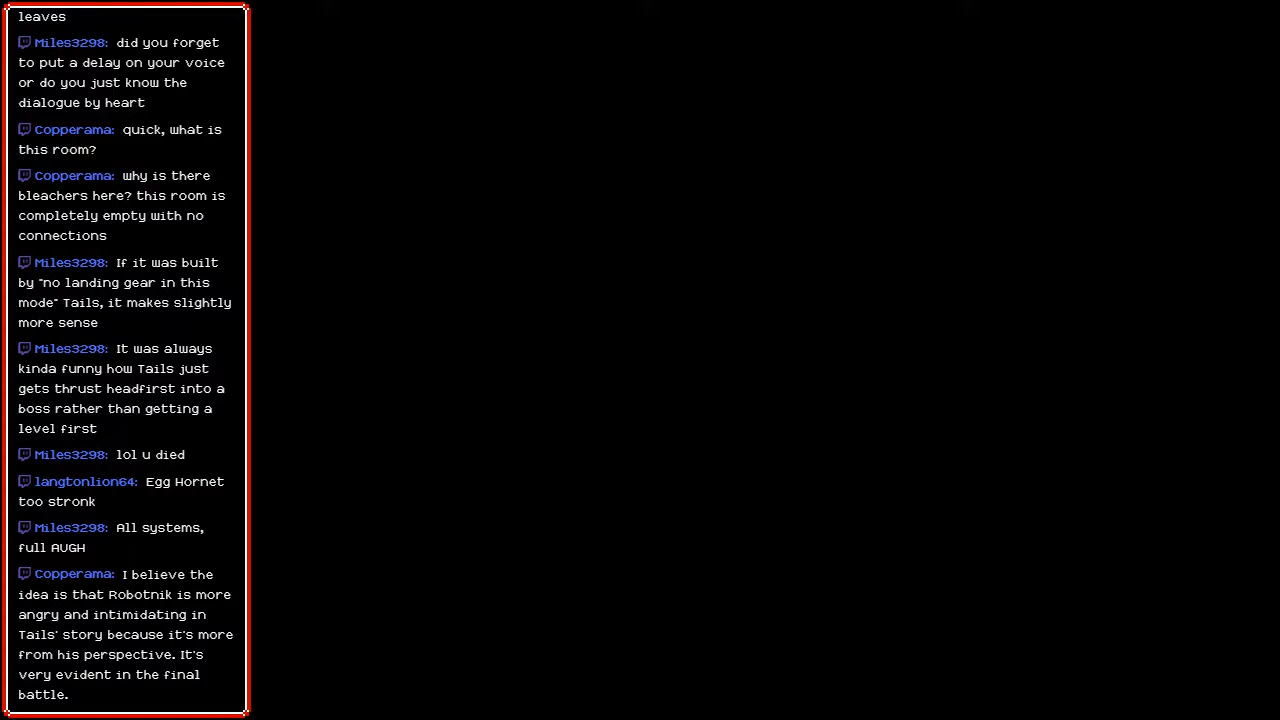 leaves
Miles3298: did you forget
to put a delay on your voice
or do you just know the
dialogue by heart
Copperama: quick, what is
this room?
Copperama: why is there
bleachers here? this room is
completely empty with no
connections
Miles3298: If it was built
by "no landing gear in this
mode" Tails, it makes slightly
more sense
Miles3298: It was always
kinda funny how Tails just
gets thrust headfirst into a
boss rather than getting a
level first
Miles3298: lol u died
langtonlion64: Egg Hornet
too stronk
Miles3298: All systems,
full AUGH
Copperama: I believe the
idea is that Robotnik is more
angry and intimidating in
Tails' story because it's more
from his perspective. It's
very evident in the final
battle.